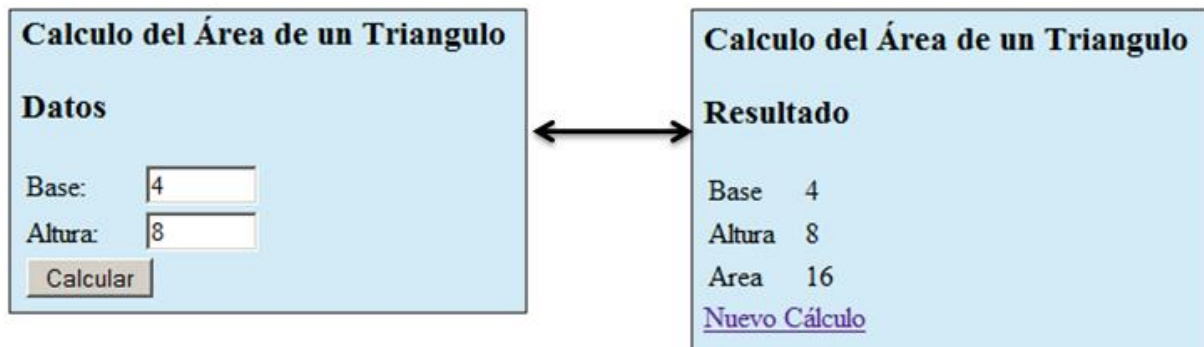 Calculo del Área de un Triangulo
Datos
Base: 4
Altura: 8
Calcular
Calculo del Área de un Triangulo
Resultado
Base 4
Altura 8
Area 16
Nuevo Cálculo